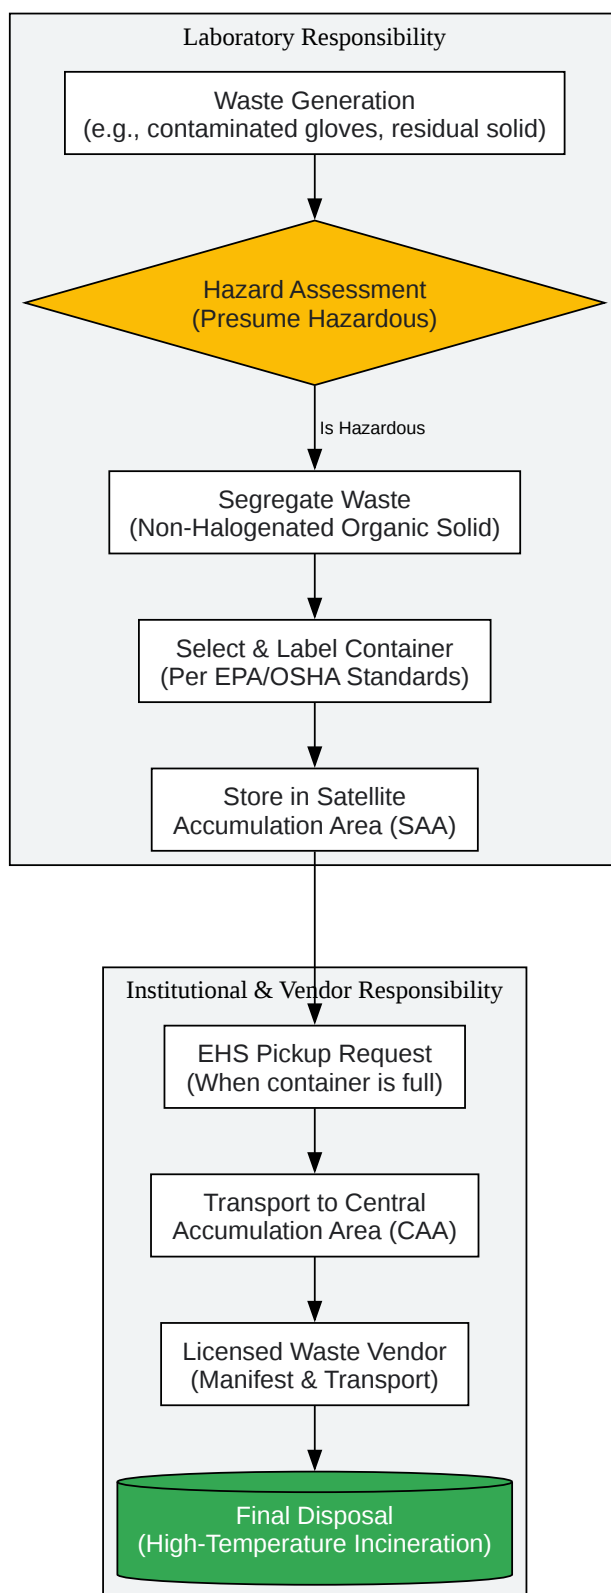 Laboratory Responsibility
Waste Generation
(e.g., contaminated gloves, residual solid)
Hazard Assessment
(Presume Hazardous)
Is Hazardous
Segregate Waste
(Non-Halogenated Organic Solid)
Select & Label Container
(Per EPA/OSHA Standards)
Store in Satellite
Accumulation Area (SAA)
Institutional & Vendor Responsibility
EHS Pickup Request
(When container is full)
Transport to Central
Accumulation Area (CAA)
Licensed Waste Vendor
(Manifest & Transport)
Final Disposal
(High-Temperature Incineration)